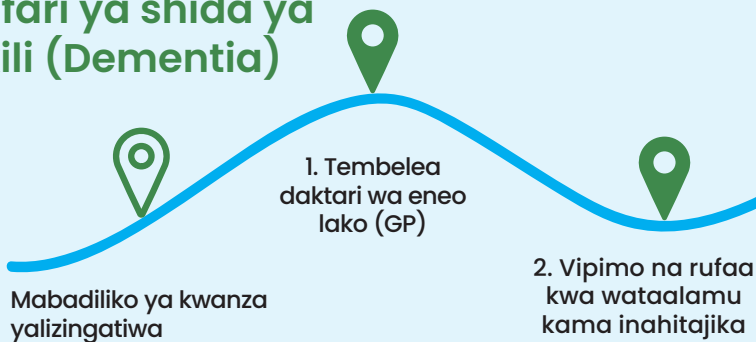 fari ya shida ya
ili (Dementia)
Mabadiliko ya kwanza
yalizingatiwa
1. Tembelea
daktari wa eneo
lako (GP)
2. Vipimo na rufaa
kwa wataalamu
kama inahitajika